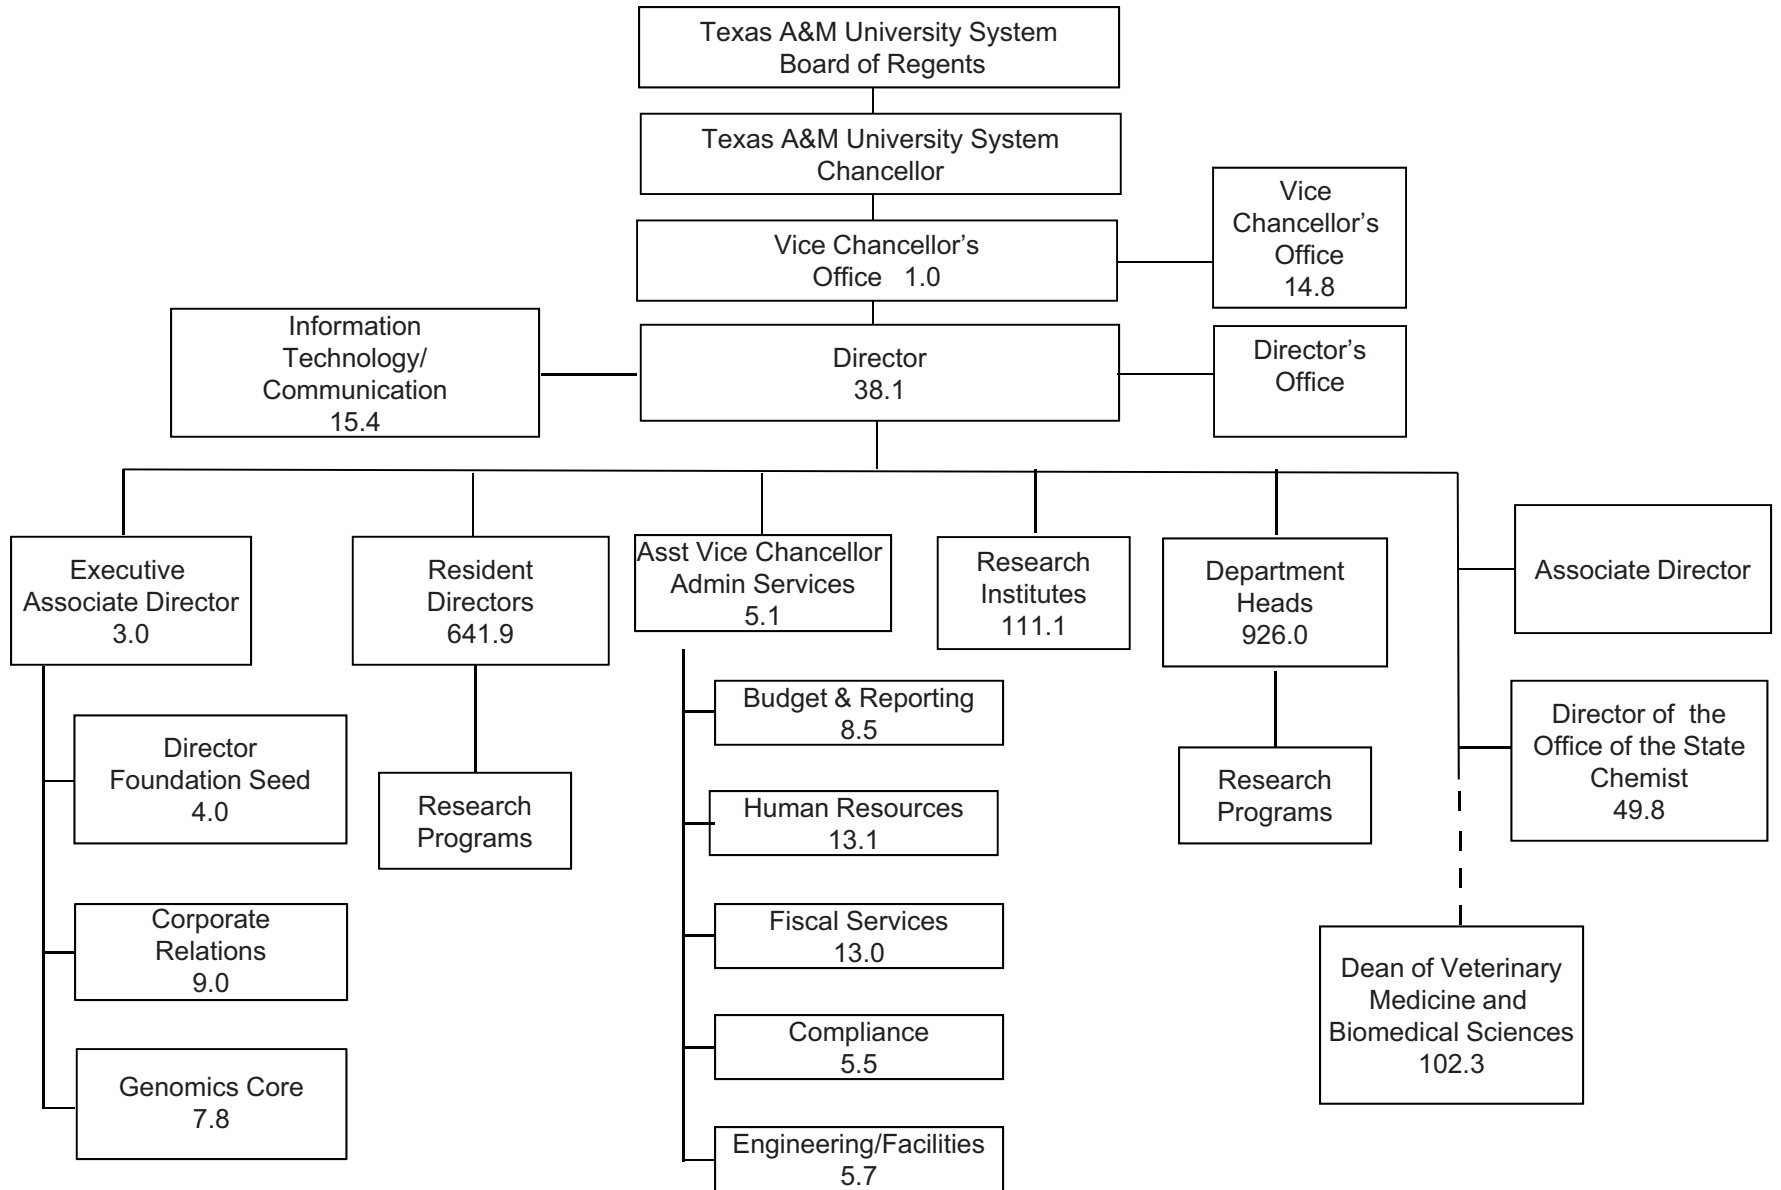 Texas A&M University System
Board of Regents
Texas A&M University System
Chancellor
Vice Chancellor's
Office 1.0
Vice
Chancellor's
Office
14.8
Information
Technology/
Communication
15.4
Director
38.1
Director's
Office
Executive
Associate Director
3.0
Resident
Directors
641.9
Asst Vice Chancellor
Admin Services
5.1
Research
Institutes
111.1
Department
Heads
926.0
Associate Director
Director
Foundation Seed
4.0
Corporate
Relations
9.0
Genomics Core
7.8
Research
Programs
Budget & Reporting
8.5
Human Resources
13.1
Fiscal Services
13.0
Compliance
5.5
Engineering/Facilities
5.7
Research
Programs
Director of the
Office of the State
Chemist
49.8
Dean of Veterinary
Medicine and
Biomedical Sciences
102.3